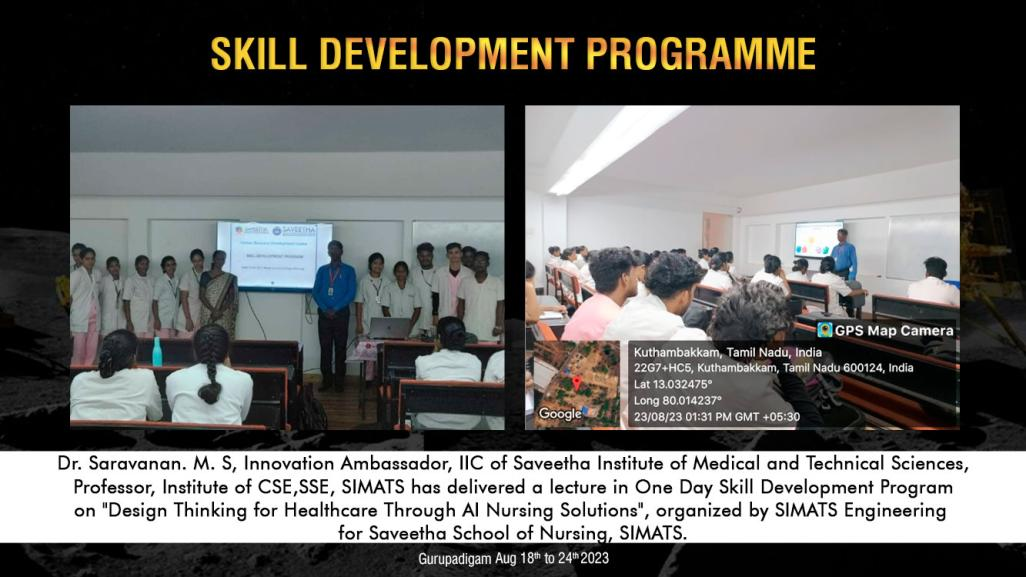 SKILL DEVELOPMENT PROGRAMME
SAVEETHA
SKILL DEVELOPMENT PROGRAM
GPS Map Camera
Kuthambakkam, Tamil Nadu, India
22G7+HC5, Kuthambakkam, Tamil Nadu 600124, India
Lat 13.032475°
Long 80.014237°
23/08/23 01:31 PM GMT +05:30
Google
Dr. Saravanan. M. S, Innovation Ambassador, IIC of Saveetha Institute of Medical and Technical Sciences,
Professor, Institute of CSE,SSE, SIMATS has delivered a lecture in One Day Skill Development Program
on "Design Thinking for Healthcare Through AI Nursing Solutions", organized by SIMATS Engineering
for Saveetha School of Nursing, SIMATS.
Gurupadigam Aug 18th to 24th 2023